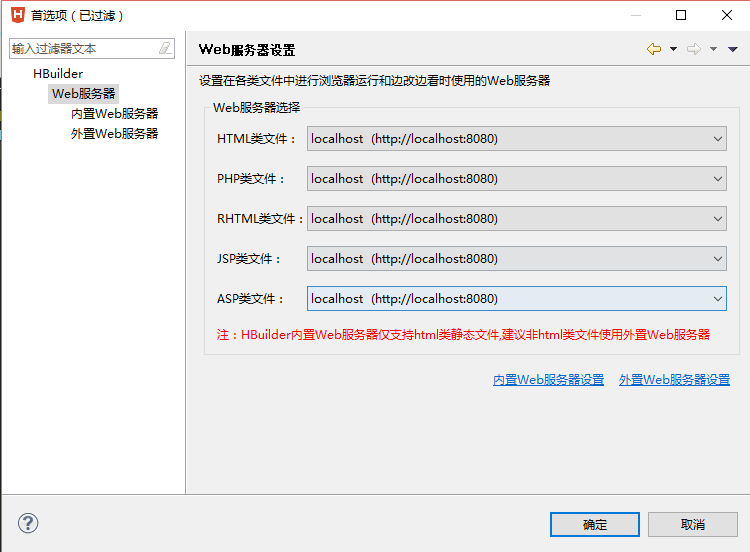 首选项（已过滤）
输入过滤器文本
HBuilder
Web服务器
内置Web服务器
外置Web服务器
Web服务器设置
设置在各类文件中进行浏览器运行和边改边看时使用的Web服务器
Web服务器选择
HTML类文件： localhost (http://localhost:8080)
PHP类文件： localhost (http://localhost:8080)
RHTML类文件： localhost (http://localhost:8080)
JSP类文件： localhost (http://localhost:8080)
ASP类文件： localhost (http://localhost:8080)
注：HBuilder内置Web服务器仅支持html类静态文件,建议非html类文件使用外置Web服务器
内置Web服务器设置 外置Web服务器设置
确定 取消